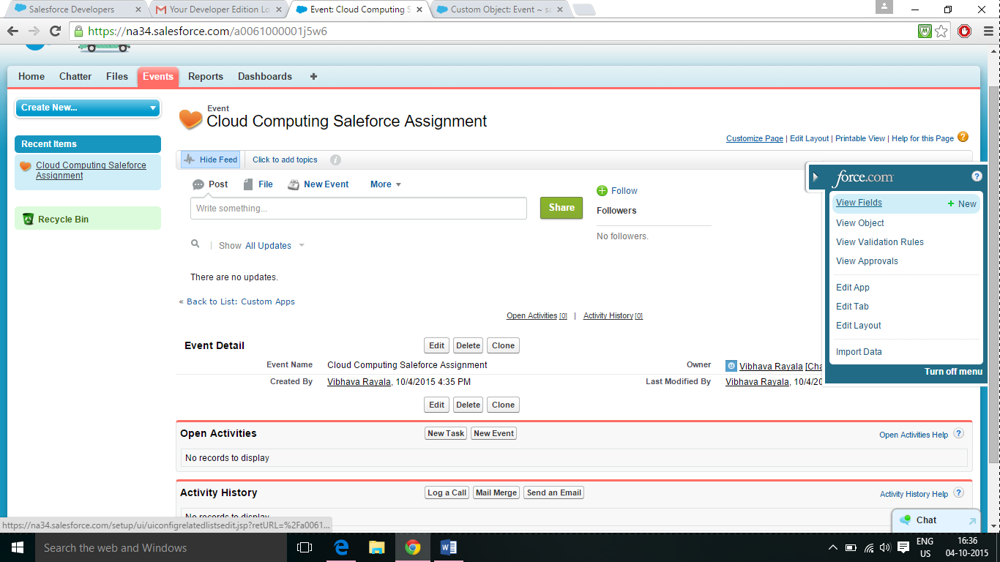 Salesforce Developers
Your Developer Edition Lo
Event: Cloud Computing S
Custom Object: Event ~ sa
https://na34.salesforce.com/a0061000001j5w6
Home Chatter Files Events Reports Dashboards +
Create New...
Recent Items
Cloud Computing Saleforce
Assignment
Recycle Bin
Event
Cloud Computing Saleforce Assignment
Customize Page | Edit Layout | Printable View | Help for this Page ?
Hide Feed Click to add topics i
Post File New Event More
Write something...
Share
Follow
Followers
No followers.
Show All Updates
There are no updates.
« Back to List: Custom Apps
Open Activities [0] | Activity History [0]
Event Detail Edit Delete Clone
Event Name Cloud Computing Saleforce Assignment Owner Vibhava Rayala [Cha
Created By Vibhava Rayala, 10/4/2015 4:35 PM Last Modified By Vibhava Rayala, 10/4/20
Edit Delete Clone
Open Activities New Task New Event Open Activities Help ?
No records to display
Activity History Log a Call Mail Merge Send an Email Activity History Help ?
No records to display
force.com ?
View Fields + New
View Object
View Validation Rules
View Approvals
Edit App
Edit Tab
Edit Layout
Import Data
Turn off menu
https://na34.salesforce.com/setup/ui/uiconfigrelatedlistsedit.jsp?retURL=%2Fa0061...
Chat
Search the web and Windows
ENG
US
16:36
04-10-2015